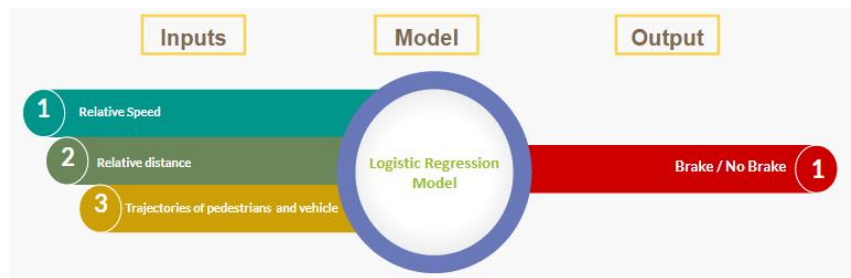 Inputs
Model
Output
1 Relative Speed
2 Relative distance
3 Trajectories of pedestrians and vehicle
Logistic Regression
Model
Brake / No Brake 1